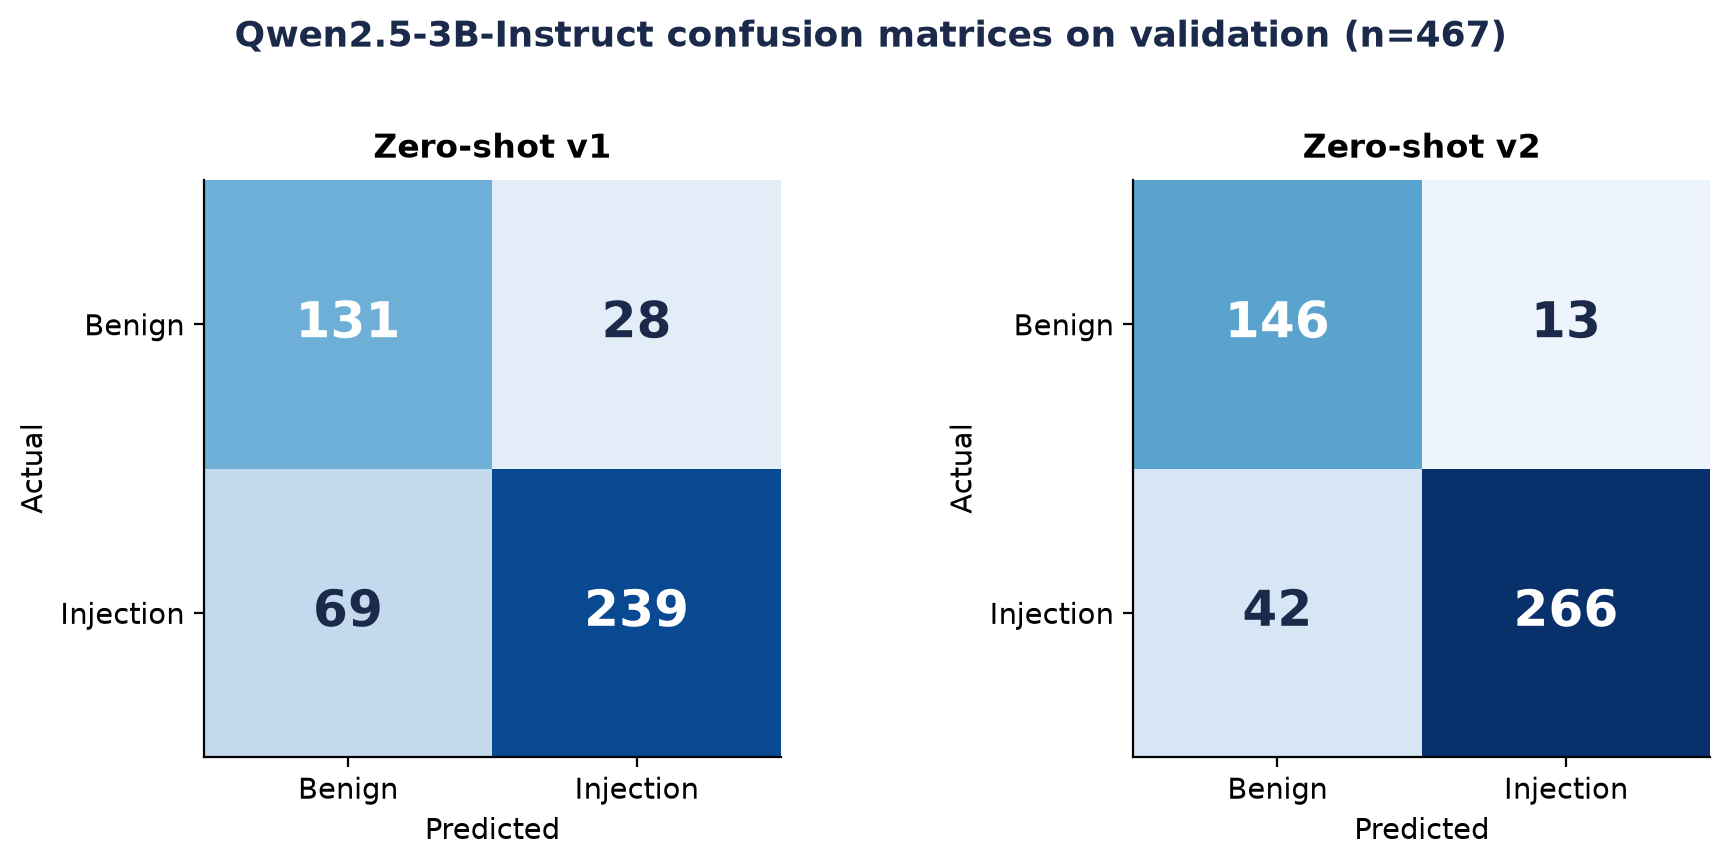 Qwen2.5-3B-Instruct confusion matrices on validation (n=467)
Zero-shot v1
Actual
Benign
131
28
Injection
69
239
Benign
Injection
Predicted
Zero-shot v2
Actual
Benign
146
13
Injection
42
266
Benign
Injection
Predicted